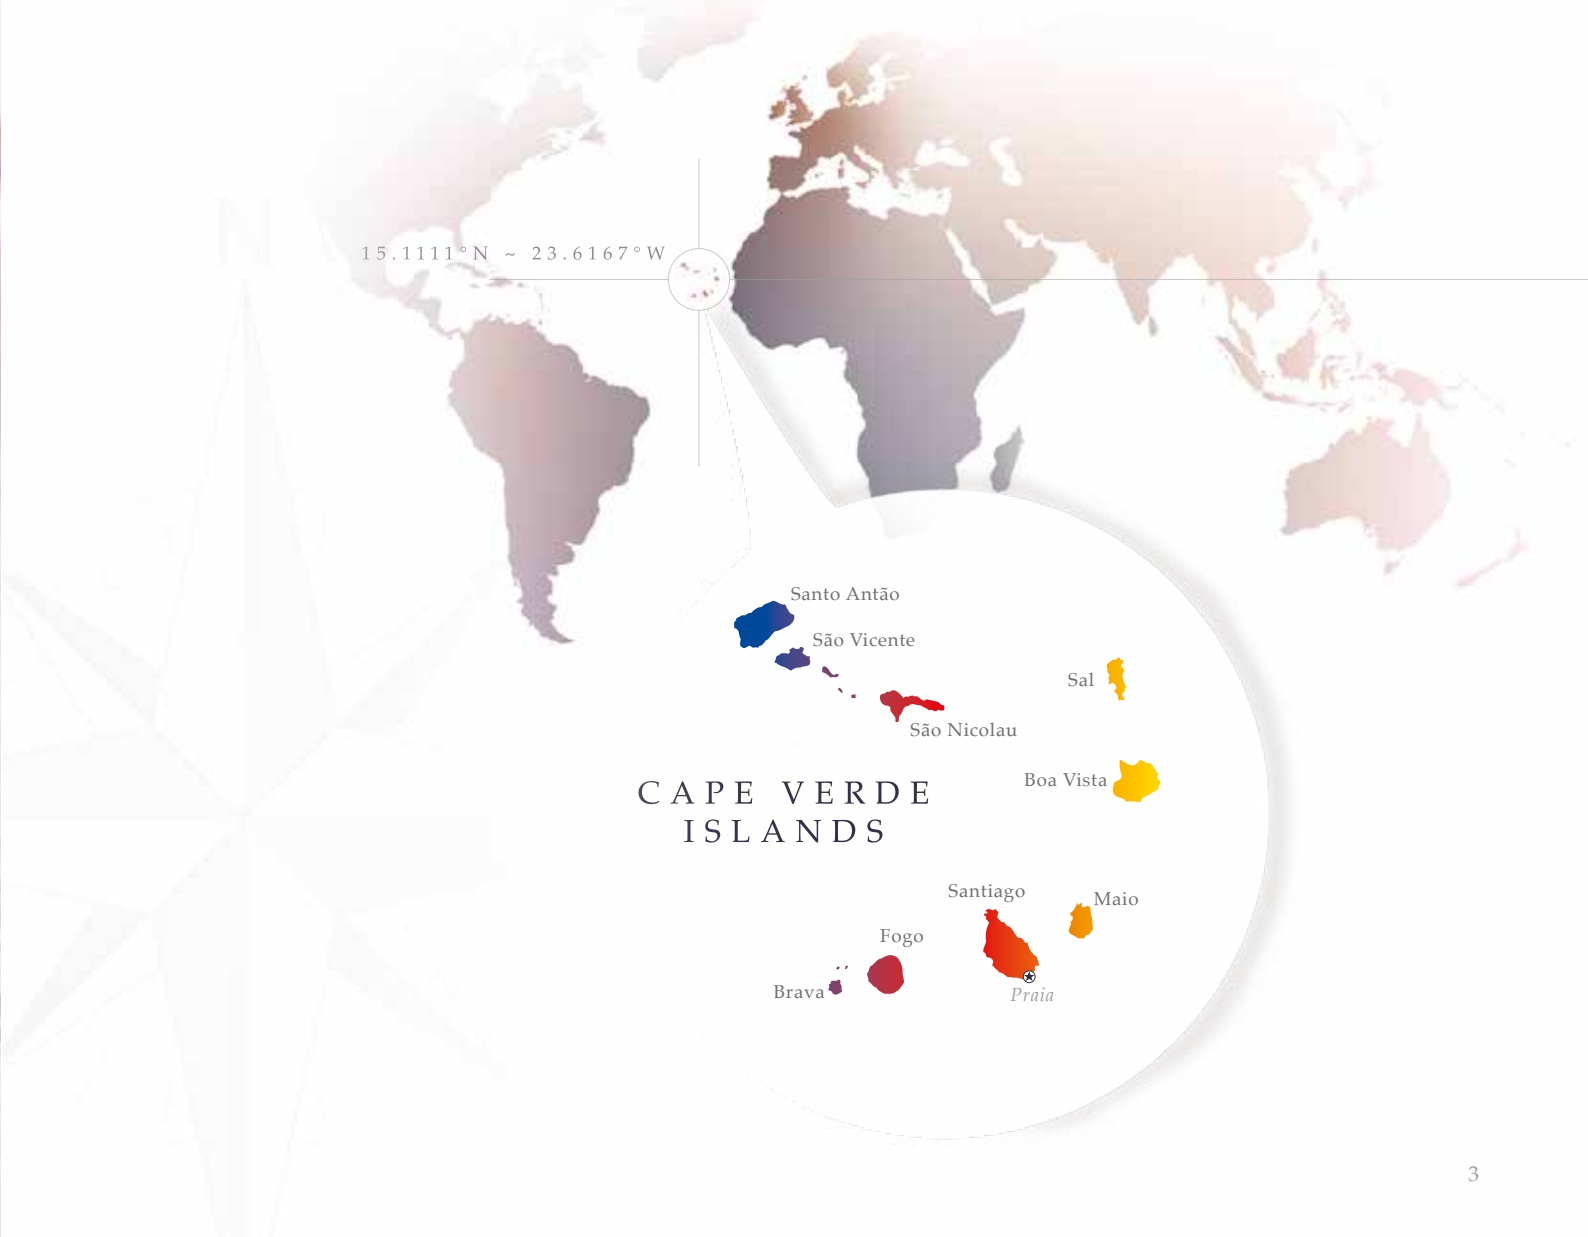 N
15.1111°N ~ 23.6167°W
Santo Antão
São Vicente
Sal
São Nicolau
Boa Vista
CAPE VERDE
ISLANDS
Santiago
Maio
Fogo
Brava
Praia
3